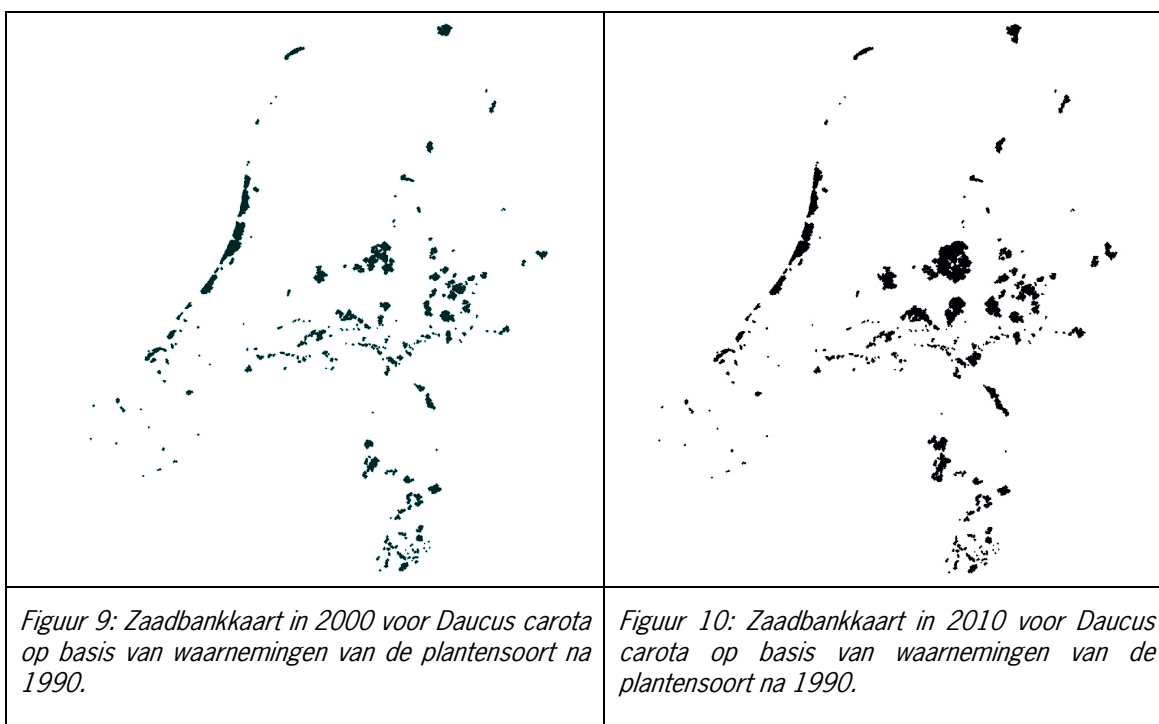 Figuur 9: Zaadbankkaart in 2000 voor Daucus carota
op basis van waarnemingen van de plantensoort na
1990.
Figuur 10: Zaadbankkaart in 2010 voor Daucus
carota op basis van waarnemingen van de
plantensoort na 1990.